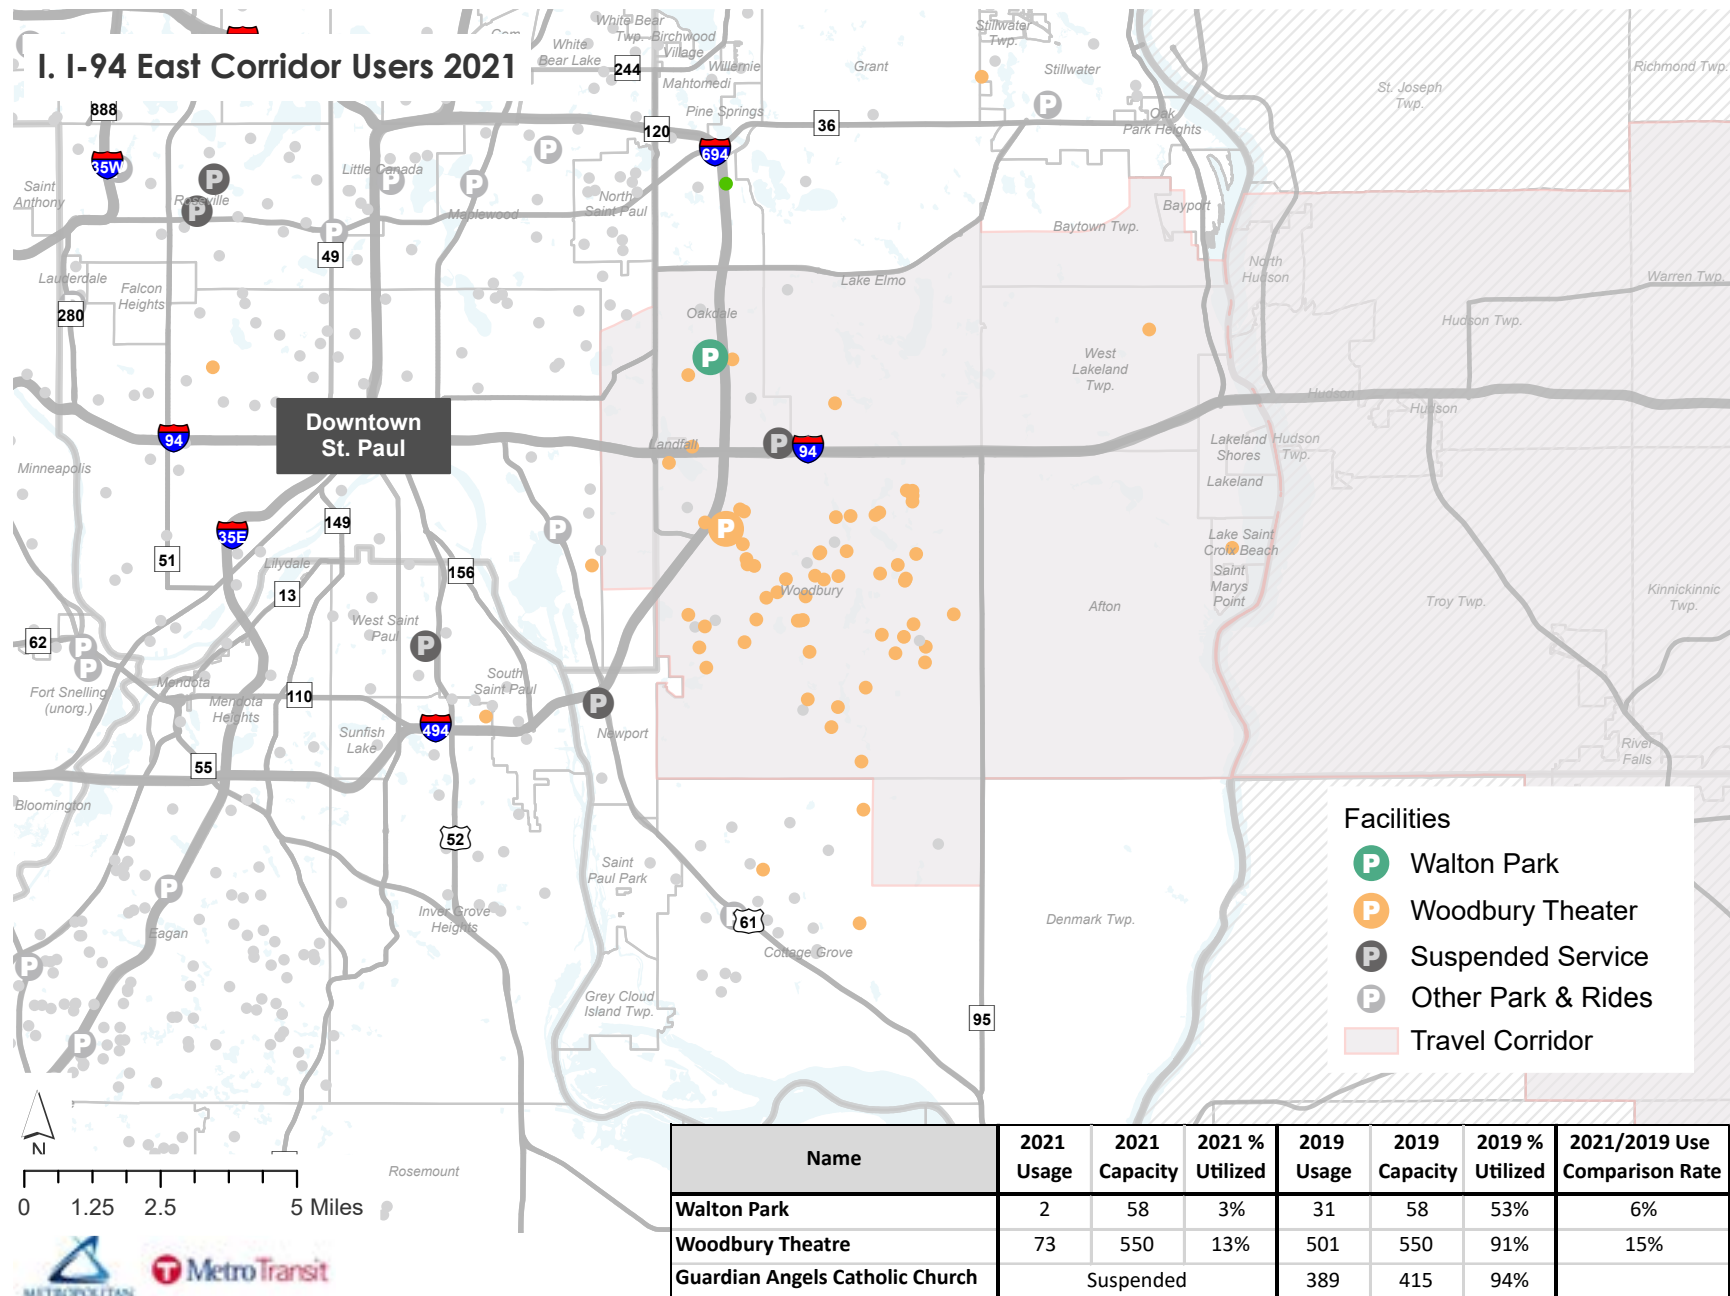 I. I-94 East Corridor Users 2021
White Bear
Twp.
Birchwood
Village
White
Bear Lake
244
Willernie
Mahtomedi
Grant
Stillwater
Twp.
Stillwater
St. Joseph
Twp.
Richmond Twp.
888
Pine Springs
120
36
Oak
Park Heights
35W
694
Little Canada
Saint
Anthony
Roseville
Maplewood
North
Saint Paul
Bayport
Baytown Twp.
49
Lauderdale
Falcon
Heights
280
Lake Elmo
North
Hudson
Warren Twp.
Oakdale
P
Hudson Twp.
West
Lakeland
Twp.
Hudson
Hudson
Downtown
St. Paul
94
Landfall
P
94
Lakeland
Shores
Hudson
Twp.
Minneapolis
Lakeland
149
35E
51
P
P
Lake Saint
Croix Beach
Lilydale
156
13
Woodbury
Saint
Marys
Point
Afton
Troy Twp.
Kinnickinnic
Twp.
62
West Saint
Paul
P
South
Saint Paul
Fort Snelling
(unorg.)
Mendota
Mendota
Heights
110
P
494
Sunfish
Lake
Newport
River
Falls
55
Bloomington
52
Saint
Paul Park
Eagan
Inver Grove
Heights
61
Cottage Grove
Denmark Twp.
Grey Cloud
Island Twp.
95
Rosemount
Facilities
P Walton Park
P Woodbury Theater
P Suspended Service
P Other Park & Rides
Travel Corridor
N
0 1.25 2.5 5 Miles
METROPOLITAN
T MetroTransit
Name 2021 Usage 2021 Capacity 2021 % Utilized 2019 Usage 2019 Capacity 2019 % Utilized 2021/2019 Use Comparison Rate
Walton Park 2 58 3% 31 58 53% 6%
Woodbury Theatre 73 550 13% 501 550 91% 15%
Guardian Angels Catholic Church Suspended 389 415 94%